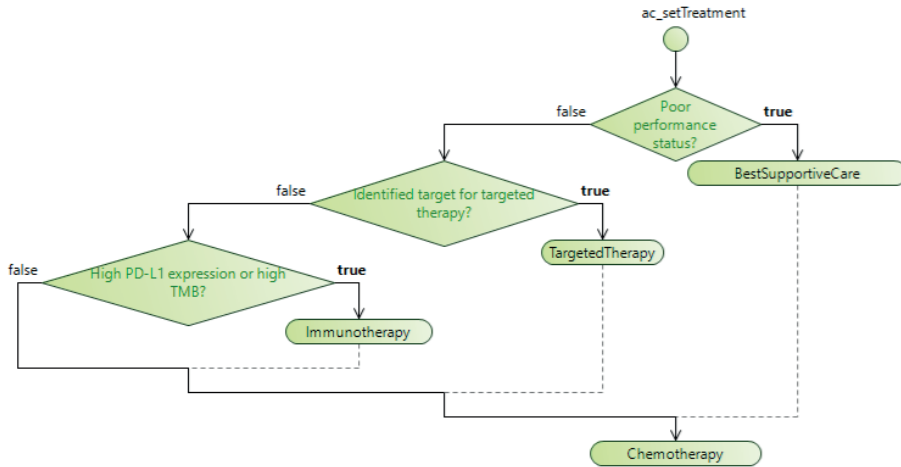 ac_setTreatment
false
Poor
performance
status?
true
BestSupportiveCare
false
Identified target for targeted
therapy?
true
TargetedTherapy
false
High PD-L1 expression or high
TMB?
true
Immunotherapy
Chemotherapy